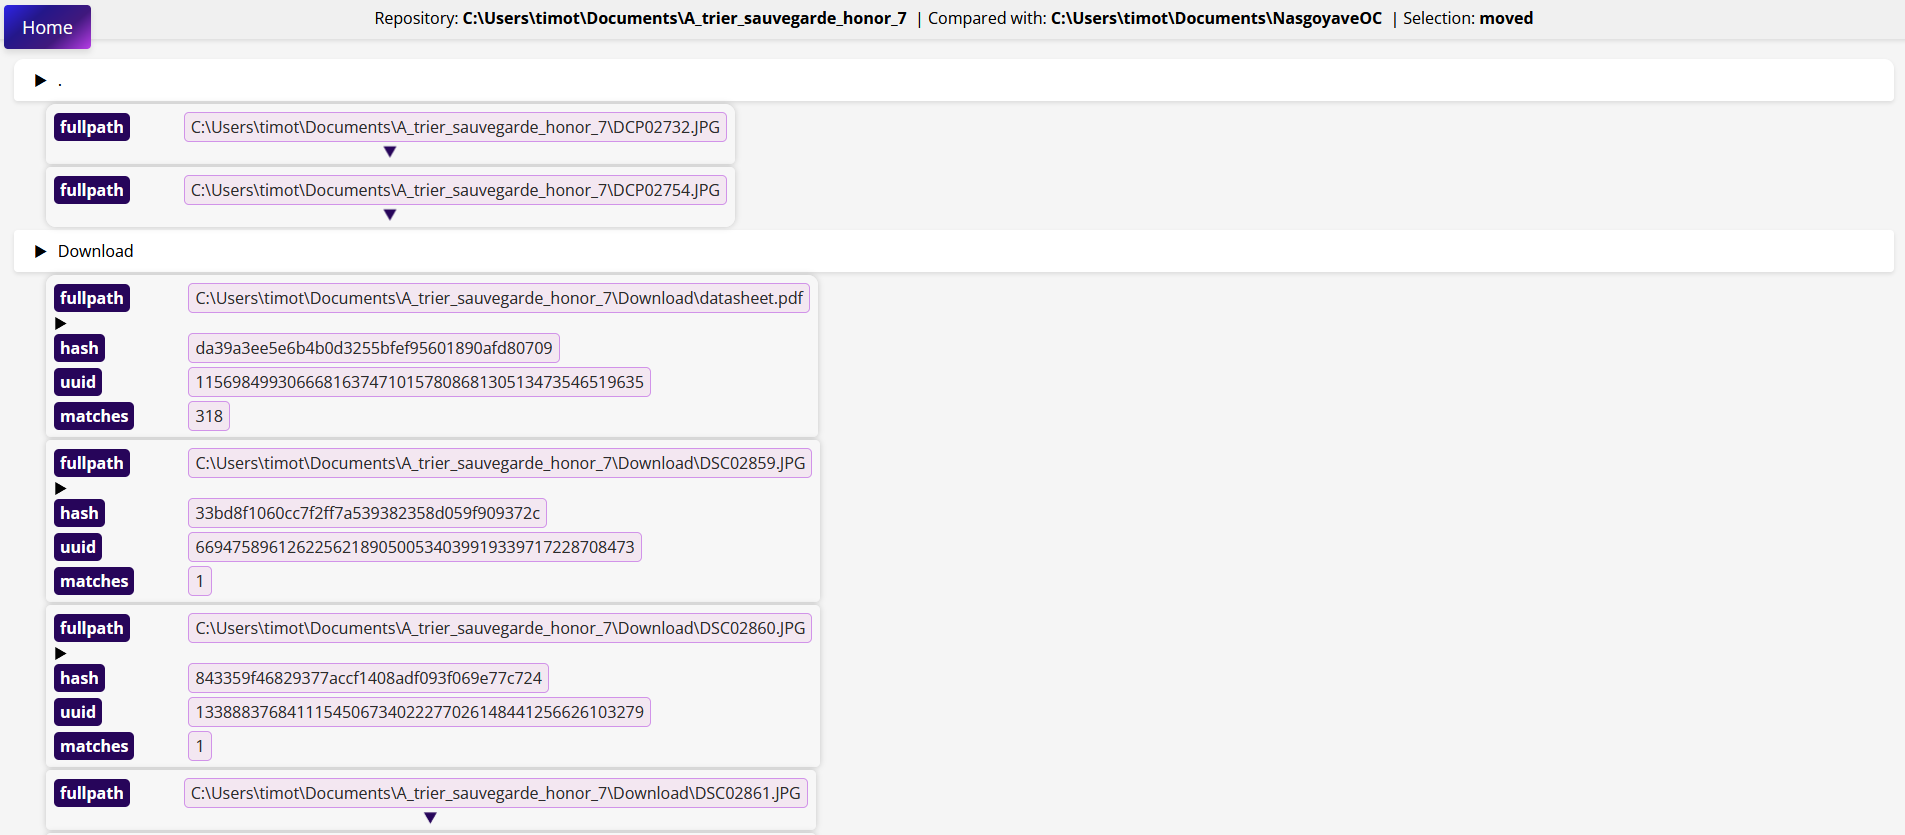 Home
Repository: C:\Users\timot\Documents\A_trier_sauvegarde_honor_7 | Compared with: C:\Users\timot\Documents\NasgoyaveOC | Selection: moved
.
fullpath C:\Users\timot\Documents\A_trier_sauvegarde_honor_7\DCP02732.JPG
fullpath C:\Users\timot\Documents\A_trier_sauvegarde_honor_7\DCP02754.JPG
Download
fullpath C:\Users\timot\Documents\A_trier_sauvegarde_honor_7\Download\datasheet.pdf
hash da39a3ee5e6b4b0d3255bfef95601890afd80709
uuid 115698499306668163747101578086813051347354651​9635
matches 318
fullpath C:\Users\timot\Documents\A_trier_sauvegarde_honor_7\Download\DSC02859.JPG
hash 33bd8f1060cc7f2ff7a539382358d059f909372c
uuid 669475896126225621890500534039919339717228708473
matches 1
fullpath C:\Users\timot\Documents\A_trier_sauvegarde_honor_7\Download\DSC02860.JPG
hash 843359f46829377accf1408adf093f069e77c724
uuid 1338883768411154506734022277026148441256626103279
matches 1
fullpath C:\Users\timot\Documents\A_trier_sauvegarde_honor_7\Download\DSC02861.JPG